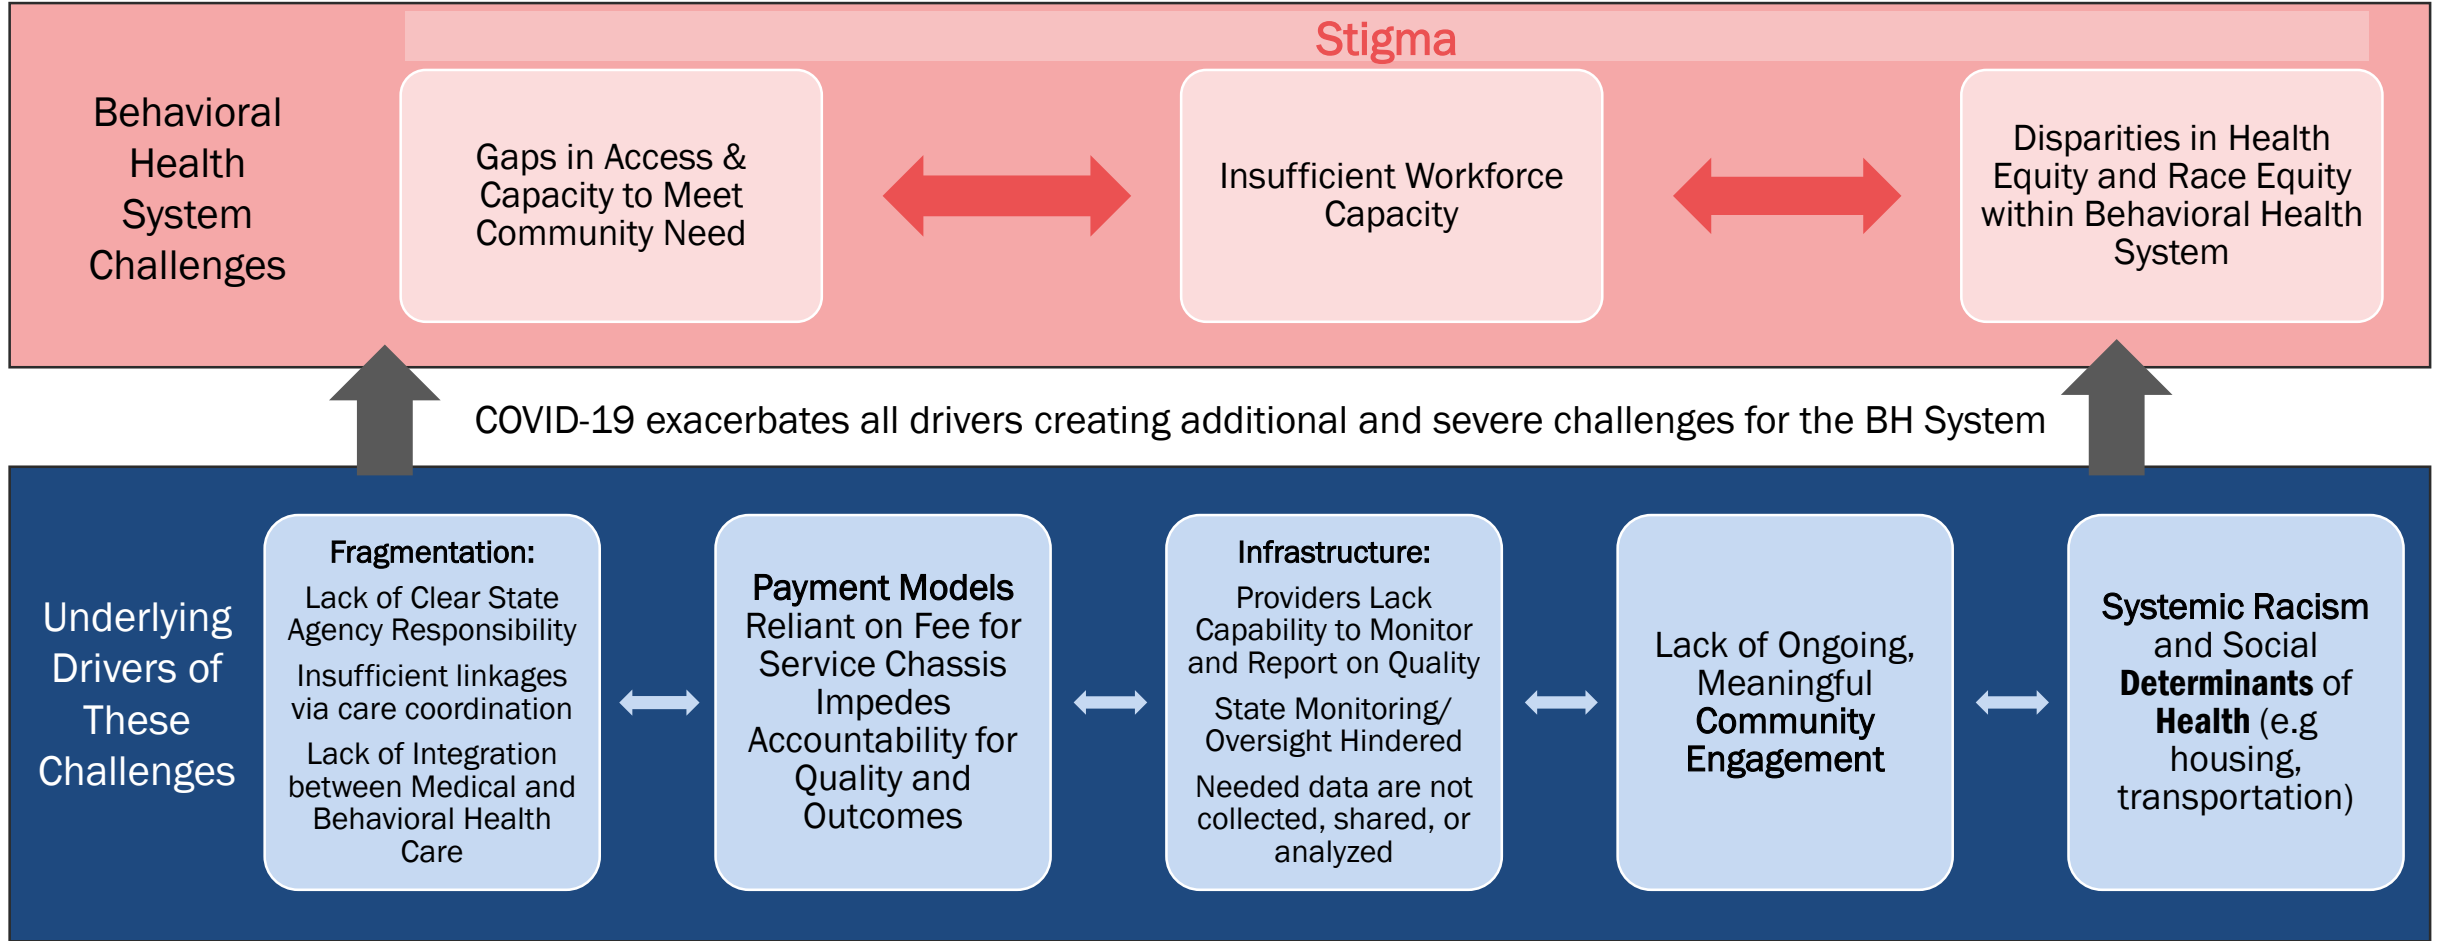 Stigma
Behavioral
Health
System
Challenges
Gaps in Access &
Capacity to Meet
Community Need
Insufficient Workforce
Capacity
Disparities in Health
Equity and Race Equity
within Behavioral Health
System
COVID-19 exacerbates all drivers creating additional and severe challenges for the BH System
Underlying
Drivers of
These
Challenges
Fragmentation:
Lack of Clear State
Agency Responsibility
Insufficient linkages
via care coordination
Lack of Integration
between Medical and
Behavioral Health
Care
Payment Models
Reliant on Fee for
Service Chassis
Impedes
Accountability for
Quality and
Outcomes
Infrastructure:
Providers Lack
Capability to Monitor
and Report on Quality
State Monitoring/
Oversight Hindered
Needed data are not
collected, shared, or
analyzed
Lack of Ongoing,
Meaningful
Community
Engagement
Systemic Racism
and Social
Determinants of
Health (e.g
housing,
transportation)